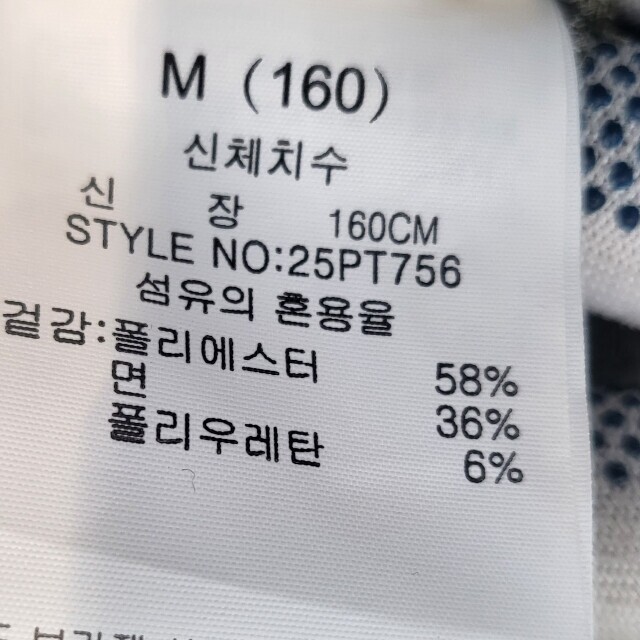 M (160)
신체치수
신 장 160CM
STYLE NO:25PT756
섬유의 혼용율
겉감:폴리에스터 58%
면 36%
폴리우레탄 6%